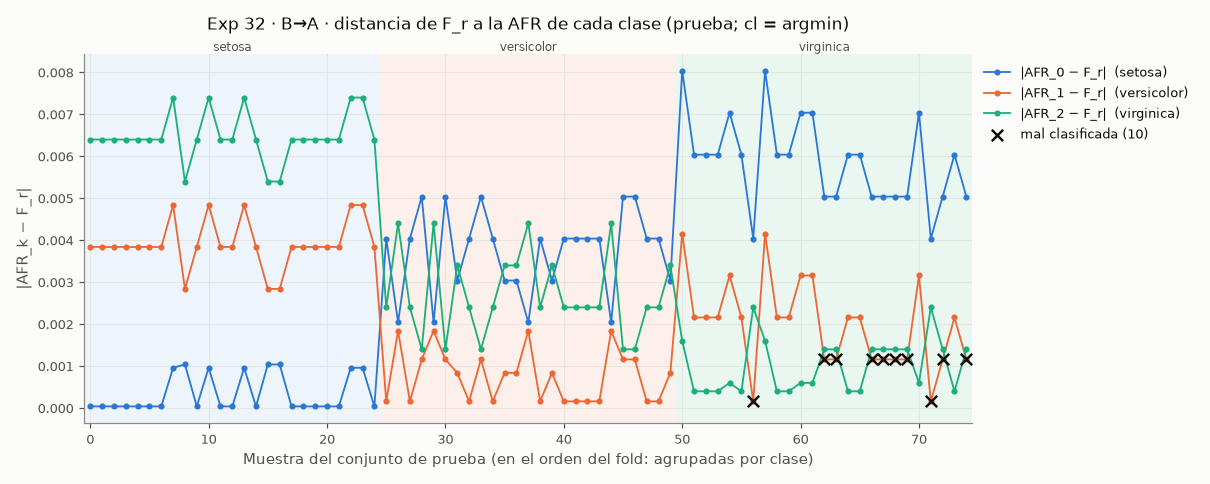 Exp 32 · B→A · distancia de F_r a la AFR de cada clase (prueba; cl = argmin)
setosa
versicolor
virginica
|AFR_k − F_r|
0.008
0.007
0.006
0.005
0.004
0.003
0.002
0.001
0.000
0
10
20
30
40
50
60
70
Muestra del conjunto de prueba (en el orden del fold: agrupadas por clase)
|AFR_0 − F_r| (setosa)
|AFR_1 − F_r| (versicolor)
|AFR_2 − F_r| (virginica)
mal clasificada (10)